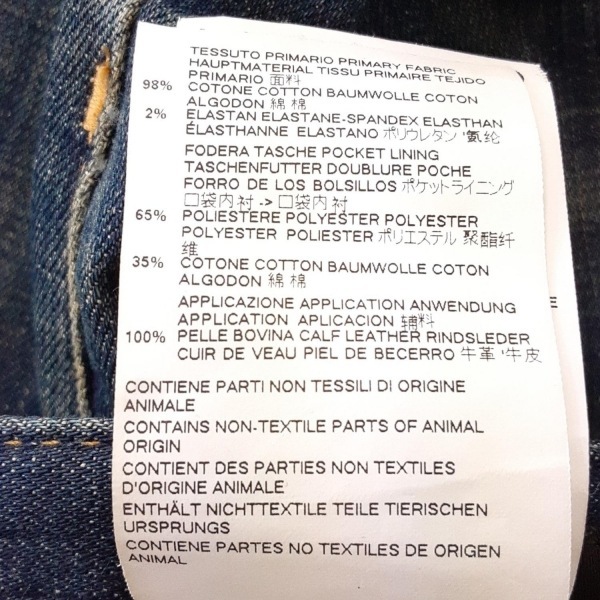 TESSUTO PRIMARIO PRIMARY FABRIC
HAUPTMATERIAL TISSU PRIMAIRE TEJIDO
PRIMARIO 面料
98% COTONE COTTON BAUMWOLLE COTON
ALGODON 綿 棉
2% ELASTAN ELASTANE-SPANDEX ELASTHAN
ÉLASTHANNE ELASTANO ポリウレタン '氨纶
FODERA TASCHE POCKET LINING
TASCHENFUTTER DOUBLURE POCHE
FORRO DE LOS BOLSILLOS ポケットライニング
口袋内衬 -> 口袋内衬
65% POLIESTERE POLYESTER POLYESTER
POLYESTER POLIESTER ポリエステル 聚酯纤
维
35% COTONE COTTON BAUMWOLLE COTON
ALGODON 綿 棉
APPLICAZIONE APPLICATION ANWENDUNG
APPLICATION APLICACION 辅料
100% PELLE BOVINA CALF LEATHER RINDSLEDER
CUIR DE VEAU PIEL DE BECERRO 牛革 '牛皮
CONTIENE PARTI NON TESSILI DI ORIGINE
ANIMALE
CONTAINS NON-TEXTILE PARTS OF ANIMAL
ORIGIN
CONTIENT DES PARTIES NON TEXTILES
D'ORIGINE ANIMALE
ENTHÄLT NICHTTEXTILE TEILE TIERISCHEN
URSPRUNGS
CONTIENE PARTES NO TEXTILES DE ORIGEN
ANIMAL